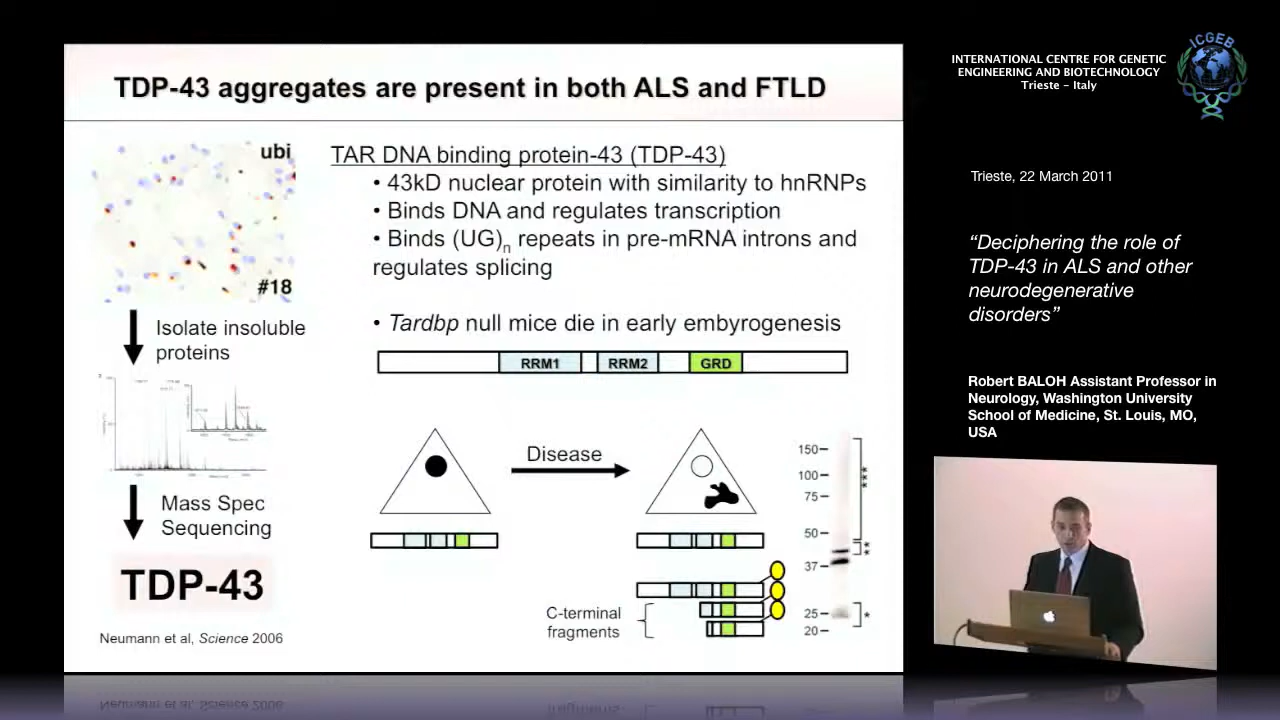 TDP-43 aggregates are present in both ALS and FTLD
ubi
#18
Isolate insoluble
proteins
Mass Spec
Sequencing
TDP-43
Neumann et al, Science 2006
TAR DNA binding protein-43 (TDP-43)
• 43kD nuclear protein with similarity to hnRNPs
• Binds DNA and regulates transcription
• Binds (UG)n repeats in pre-mRNA introns and
regulates splicing
• Tardbp null mice die in early embyrogenesis
RRM1 RRM2 GRD
Disease
C-terminal
fragments
150
100
75
50
37
25
20
***
**
*
INTERNATIONAL CENTRE FOR GENETIC
ENGINEERING AND BIOTECHNOLOGY
Trieste - Italy
ICGEB
Trieste, 22 March 2011
“Deciphering the role of
TDP-43 in ALS and other
neurodegenerative
disorders”
Robert BALOH Assistant Professor in
Neurology, Washington University
School of Medicine, St. Louis, MO,
USA